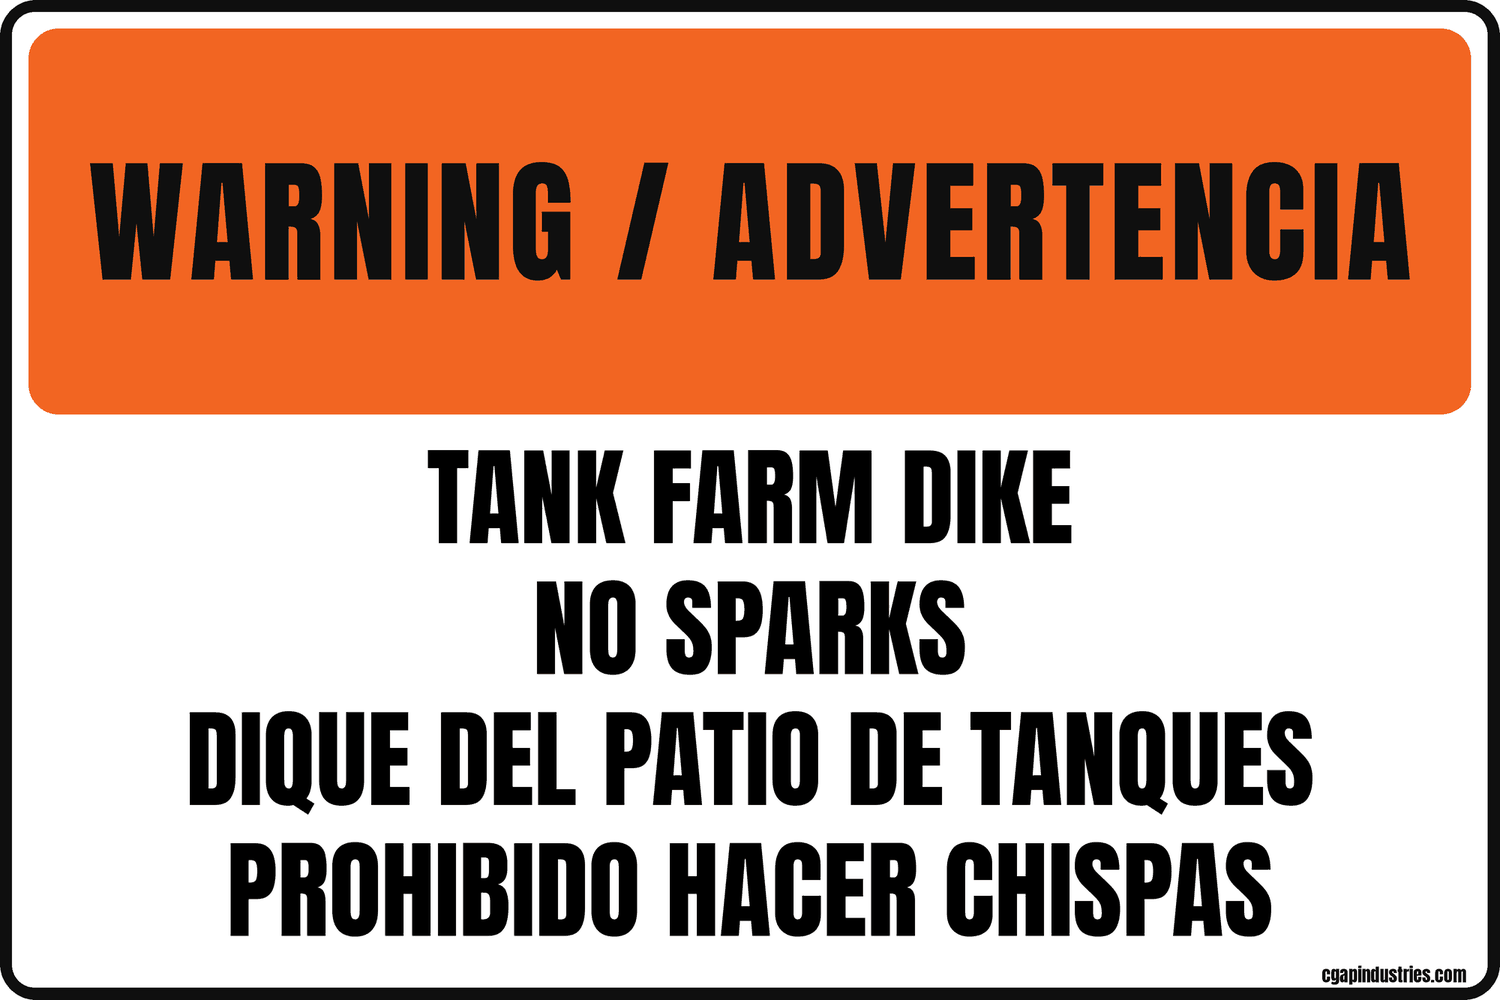 WARNING / ADVERTENCIA
TANK FARM DIKE
NO SPARKS
DIQUE DEL PATIO DE TANQUES
PROHIBIDO HACER CHISPAS
cgapindustries.com